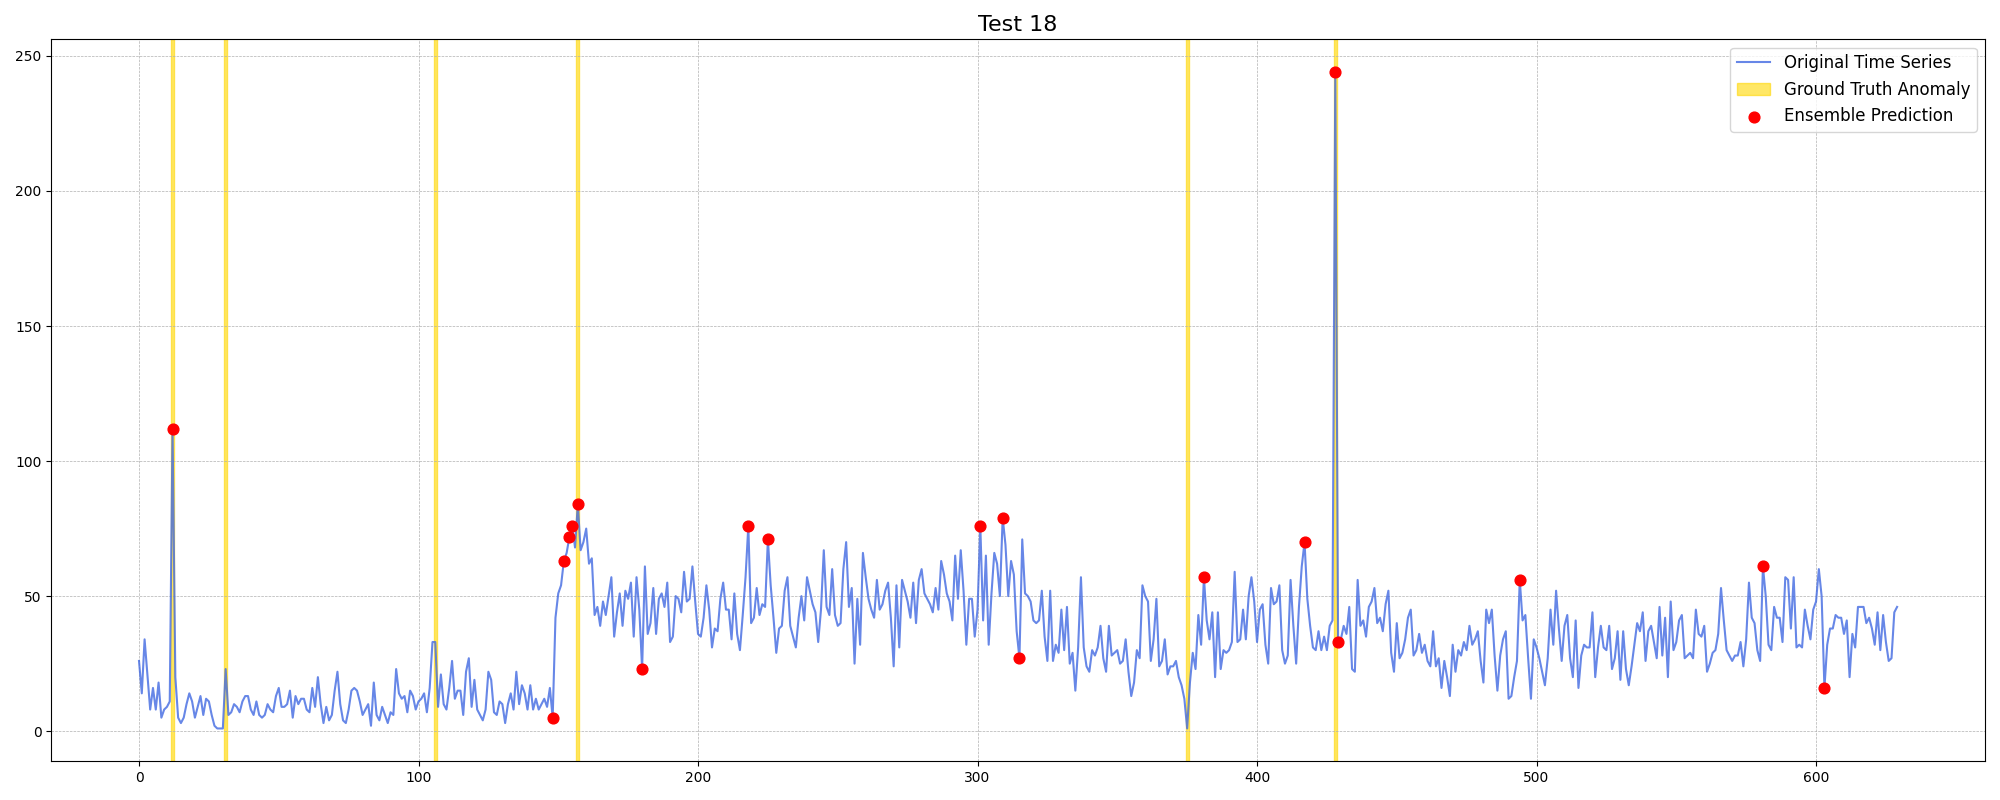 Test 18
250
200
150
100
50
0
0 100 200 300 400 500 600
Original Time Series
Ground Truth Anomaly
Ensemble Prediction